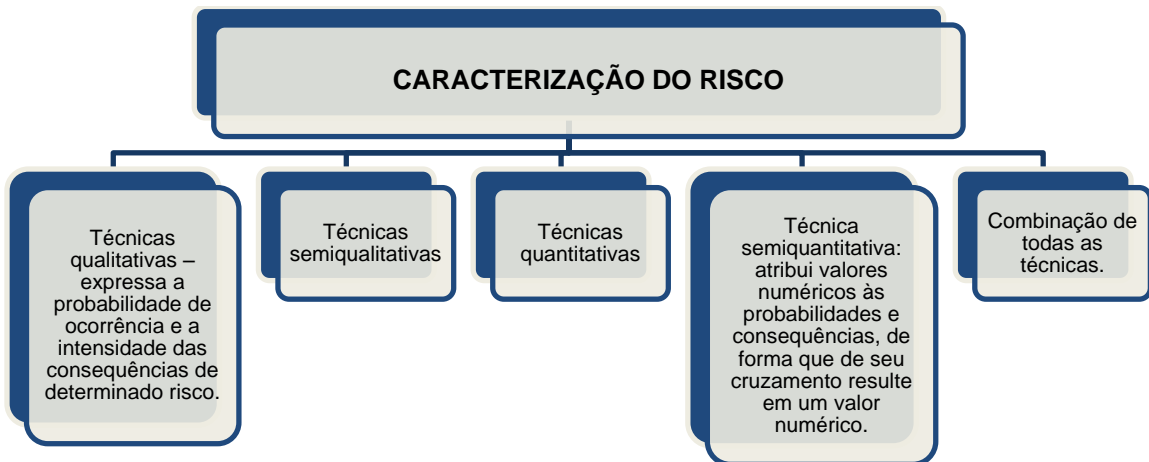 CARACTERIZAÇÃO DO RISCO
Técnicas
qualitativas –
expressa a
probabilidade de
ocorrência e a
intensidade das
consequências de
determinado risco.
Técnicas
semiqualitativas
Técnicas
quantitativas
Técnica
semiquantitativa:
atribui valores
numéricos às
probabilidades e
consequências, de
forma que de seu
cruzamento resulte
em um valor
numérico.
Combinação de
todas as
técnicas.